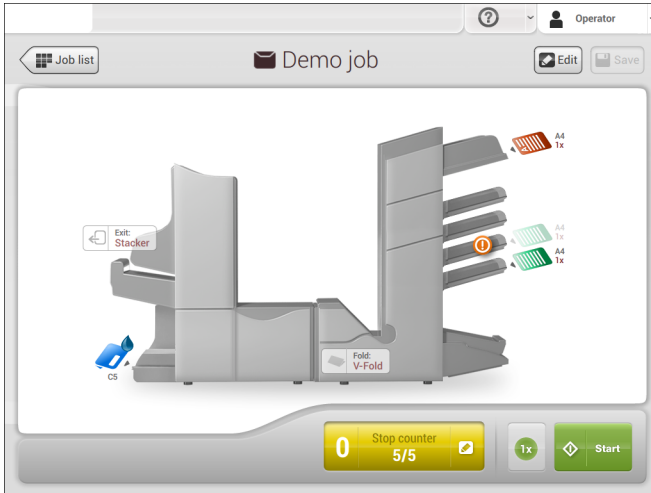 ?
Operator
Job list
Demo job
Edit
Save
A4
1x
Exit:
Stacker
A4
1x
A4
1x
Fold:
V-Fold
C5
0
Stop counter
5/5
1x
Start